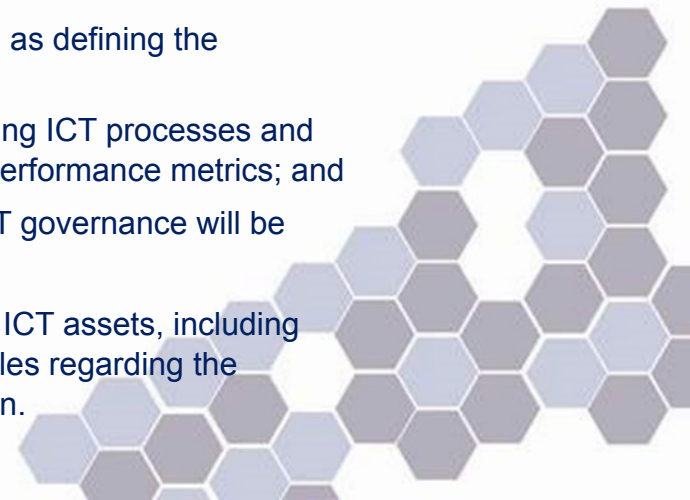 as defining the
ng ICT processes and
erformance metrics; and
T governance will be
ICT assets, including
les regarding the
n.